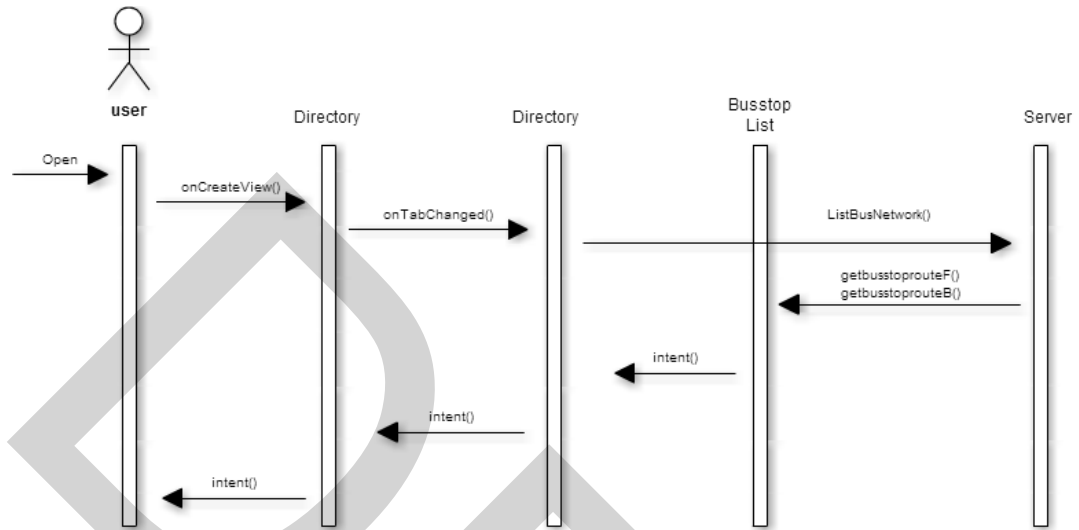 user
Directory
Directory
Busstop
List
Server
Open
onCreateView()
onTabChanged()
ListBusNetwork()
getbusstoprouteF()
getbusstoprouteB()
intent()
intent()
intent()